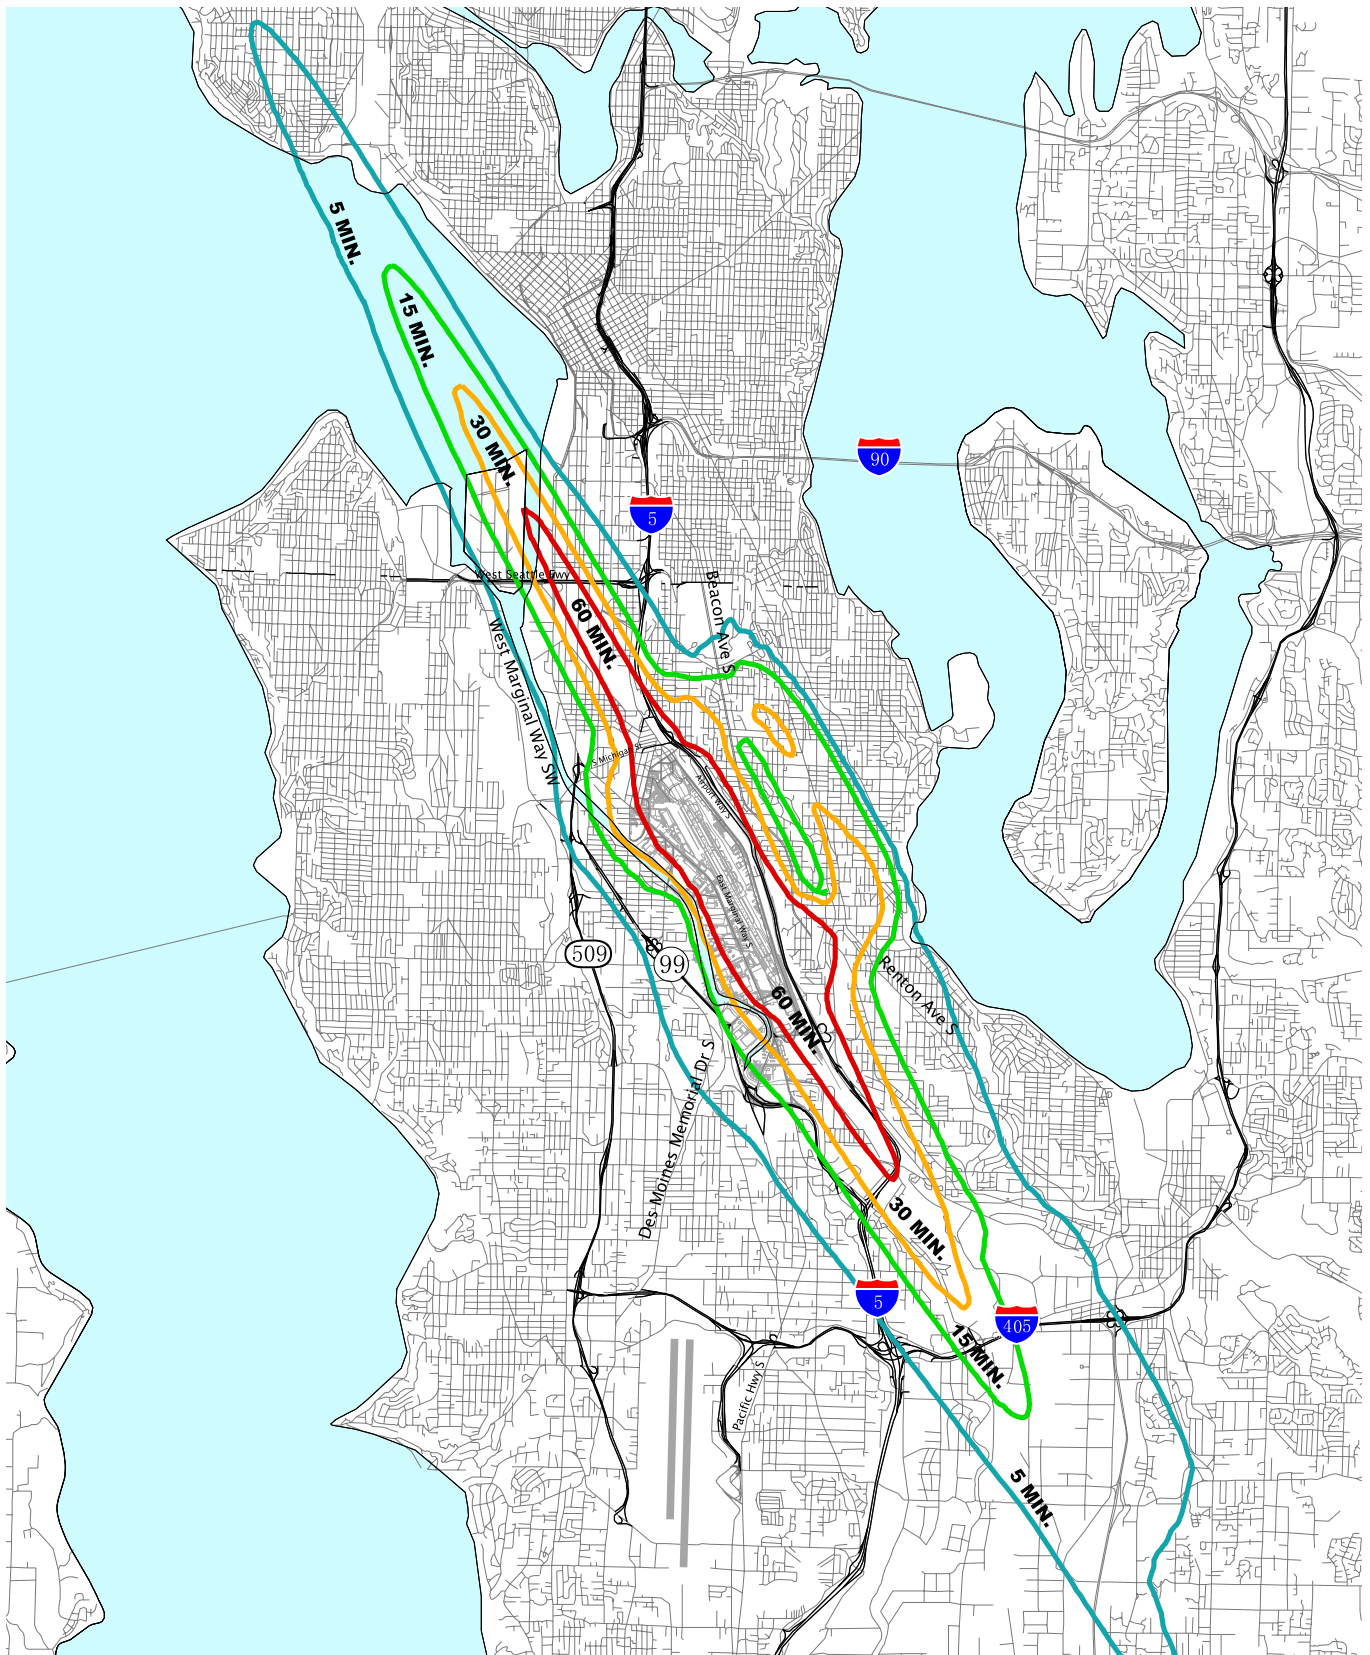 5 MIN.
15 MIN.
30 MIN.
90
5
West Seattle Fwy
Beacon Ave S
60 MIN.
West Marginal Way SW
S Michigan St
Airport Way S
East Marginal Way S
509
99
Renton Ave S
60 MIN.
Des Moines Memorial Dr S
30 MIN.
5
405
15 MIN.
Pacific Hwy S
5 MIN.